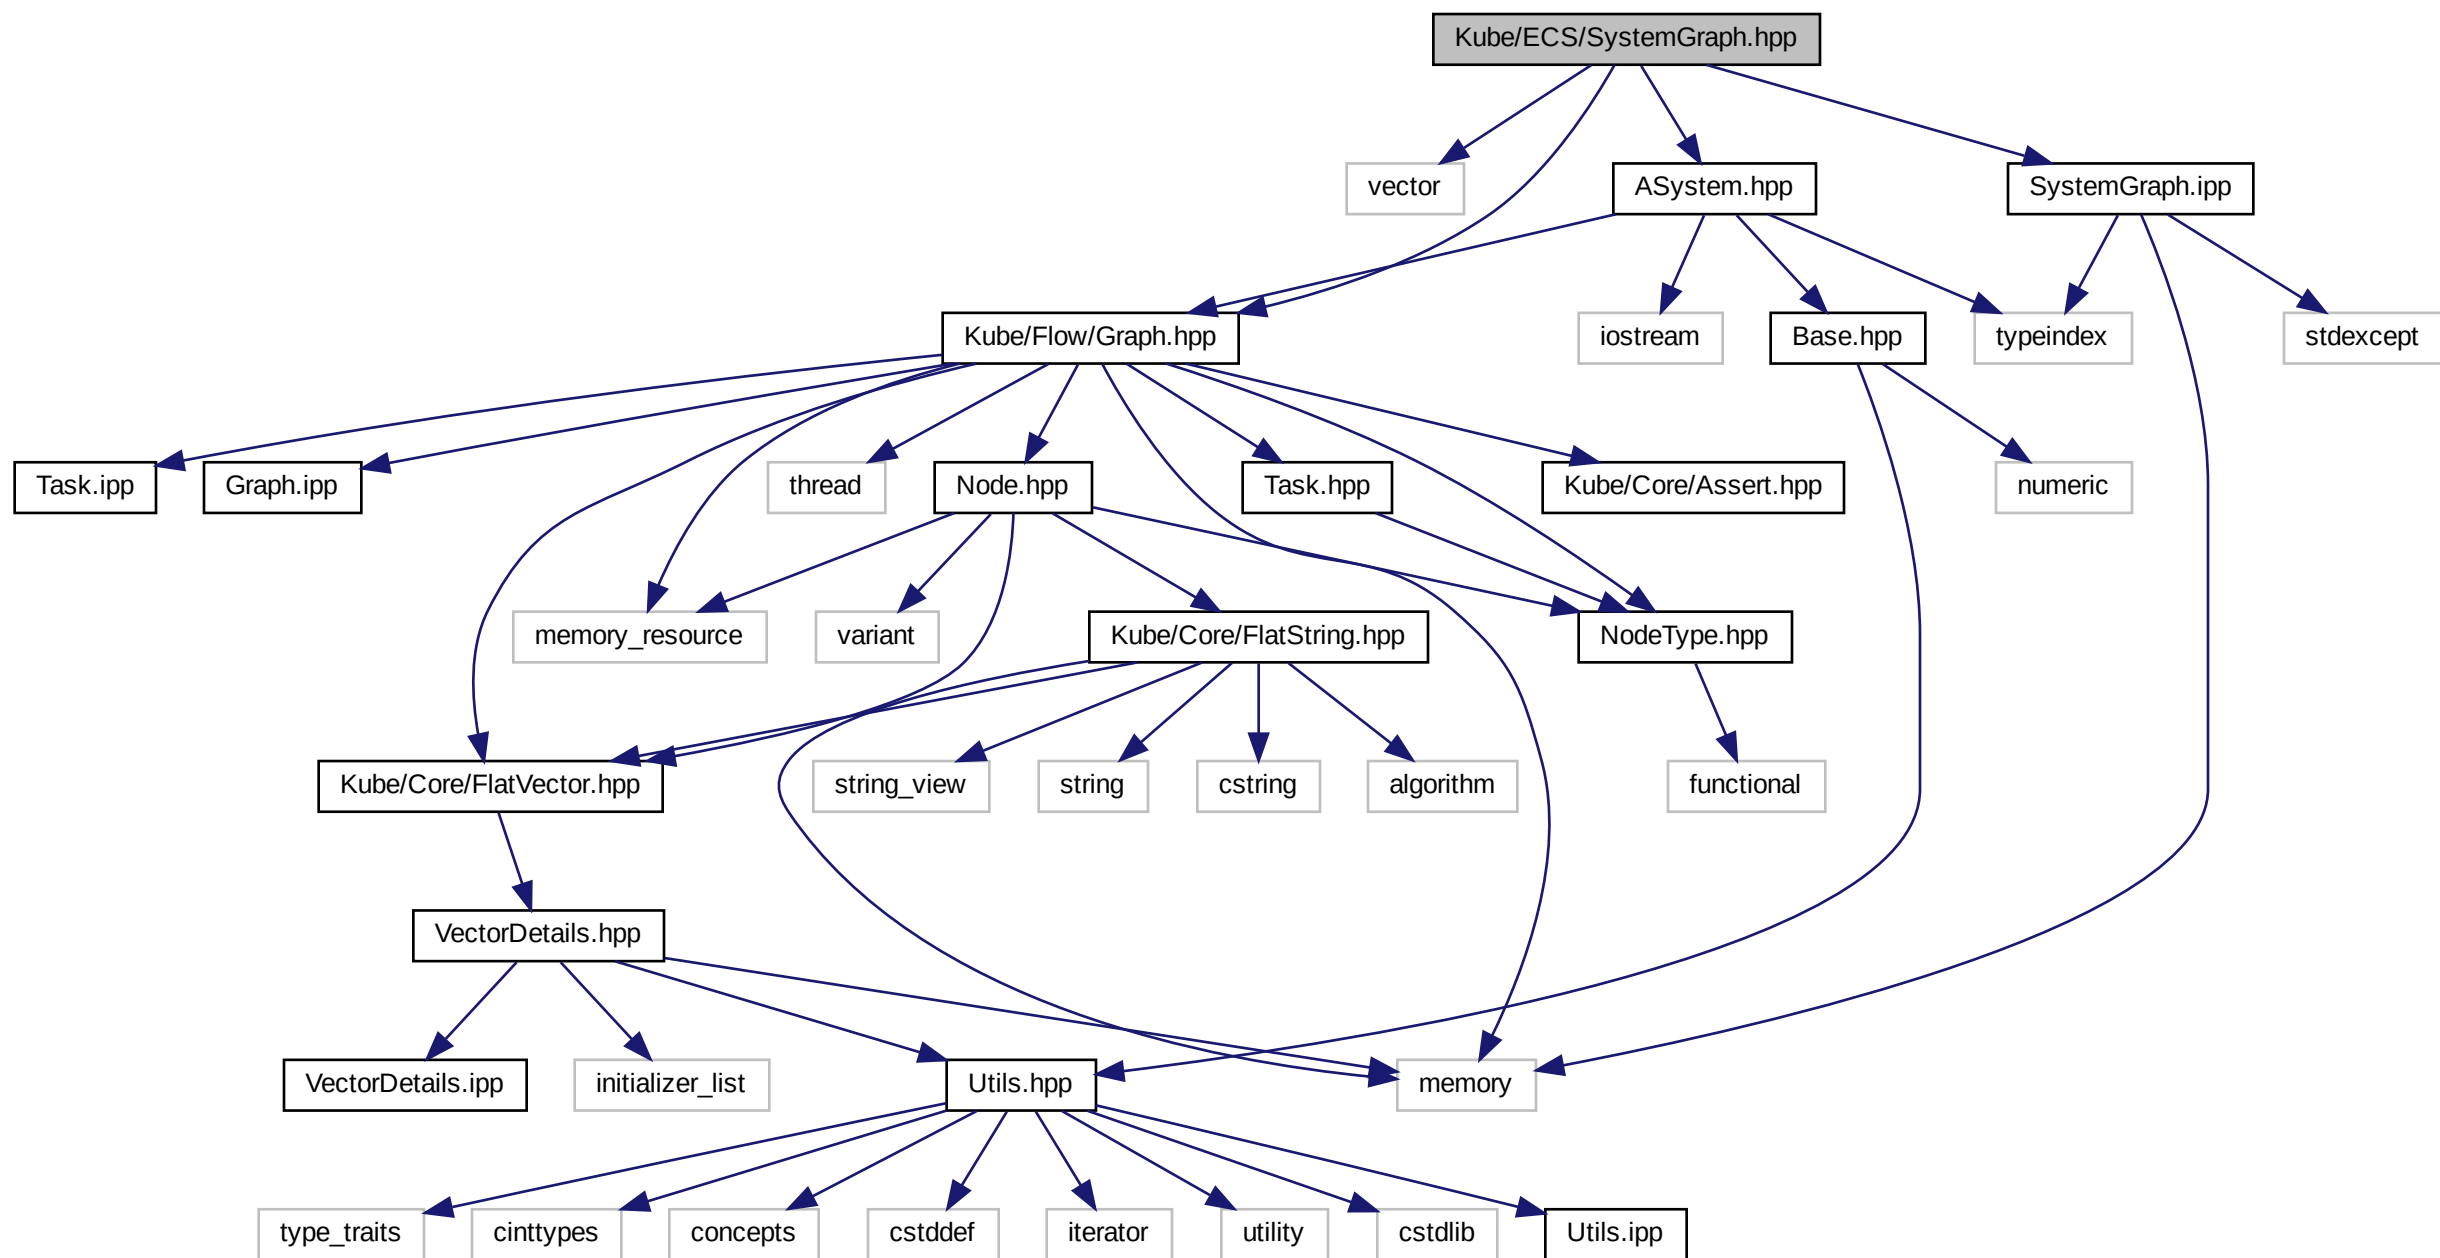 Kube/ECS/SystemGraph.hpp
vector
ASystem.hpp
SystemGraph.ipp
Kube/Flow/Graph.hpp
iostream
Base.hpp
typeindex
stdexcept
Task.ipp
Graph.ipp
thread
Node.hpp
Task.hpp
Kube/Core/Assert.hpp
numeric
memory_resource
variant
Kube/Core/FlatString.hpp
NodeType.hpp
Kube/Core/FlatVector.hpp
string_view
string
cstring
algorithm
functional
VectorDetails.hpp
VectorDetails.ipp
initializer_list
Utils.hpp
memory
type_traits
cinttypes
concepts
cstddef
iterator
utility
cstdlib
Utils.ipp